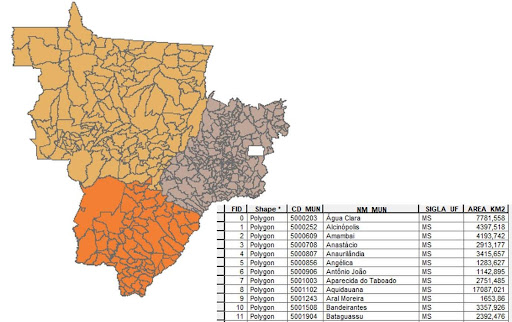 FID Shape * CD_MUN NM_MUN SIGLA_UF AREA_KM2
0 Polygon 5000203 Água Clara MS 7781,558
1 Polygon 5000252 Alcinópolis MS 4397,518
2 Polygon 5000609 Amambai MS 4193,742
3 Polygon 5000708 Anastácio MS 2913,177
4 Polygon 5000807 Anaurilândia MS 3415,657
5 Polygon 5000856 Angélica MS 1283,627
6 Polygon 5000906 Antônio João MS 1142,895
7 Polygon 5001003 Aparecida do Taboado MS 2751,485
8 Polygon 5001102 Aquidauana MS 17087,021
9 Polygon 5001243 Aral Moreira MS 1653,86
10 Polygon 5001508 Bandeirantes MS 3357,926
11 Polygon 5001904 Bataguassu MS 2392,476